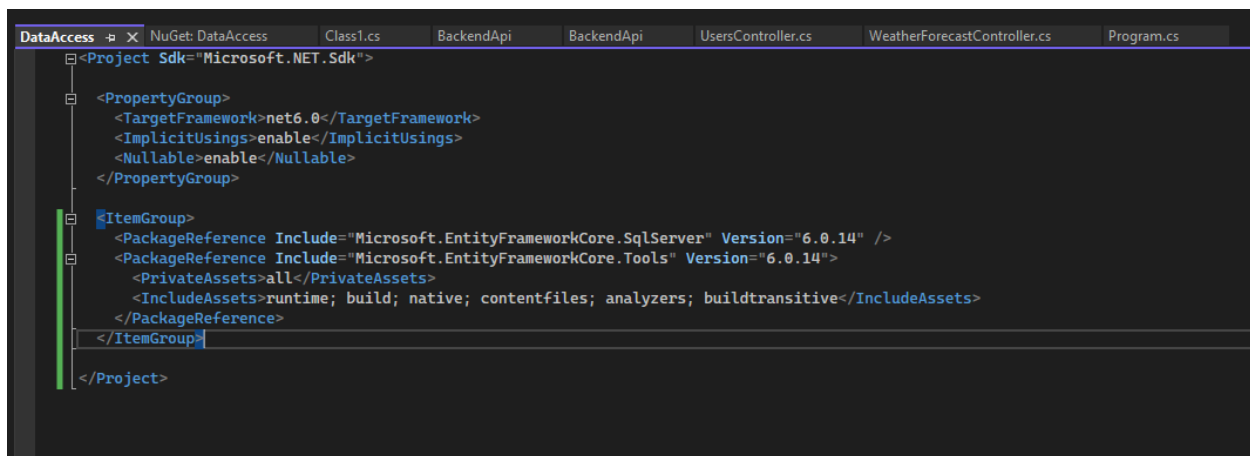 DataAccess NuGet: DataAccess Class1.cs BackendApi BackendApi UsersController.cs WeatherForecastController.cs Program.cs
<Project Sdk="Microsoft.NET.Sdk">
<PropertyGroup>
<TargetFramework>net6.0</TargetFramework>
<ImplicitUsings>enable</ImplicitUsings>
<Nullable>enable</Nullable>
</PropertyGroup>
<ItemGroup>
<PackageReference Include="Microsoft.EntityFrameworkCore.SqlServer" Version="6.0.14" />
<PackageReference Include="Microsoft.EntityFrameworkCore.Tools" Version="6.0.14">
<PrivateAssets>all</PrivateAssets>
<IncludeAssets>runtime; build; native; contentfiles; analyzers; buildtransitive</IncludeAssets>
</PackageReference>
</ItemGroup>
</Project>